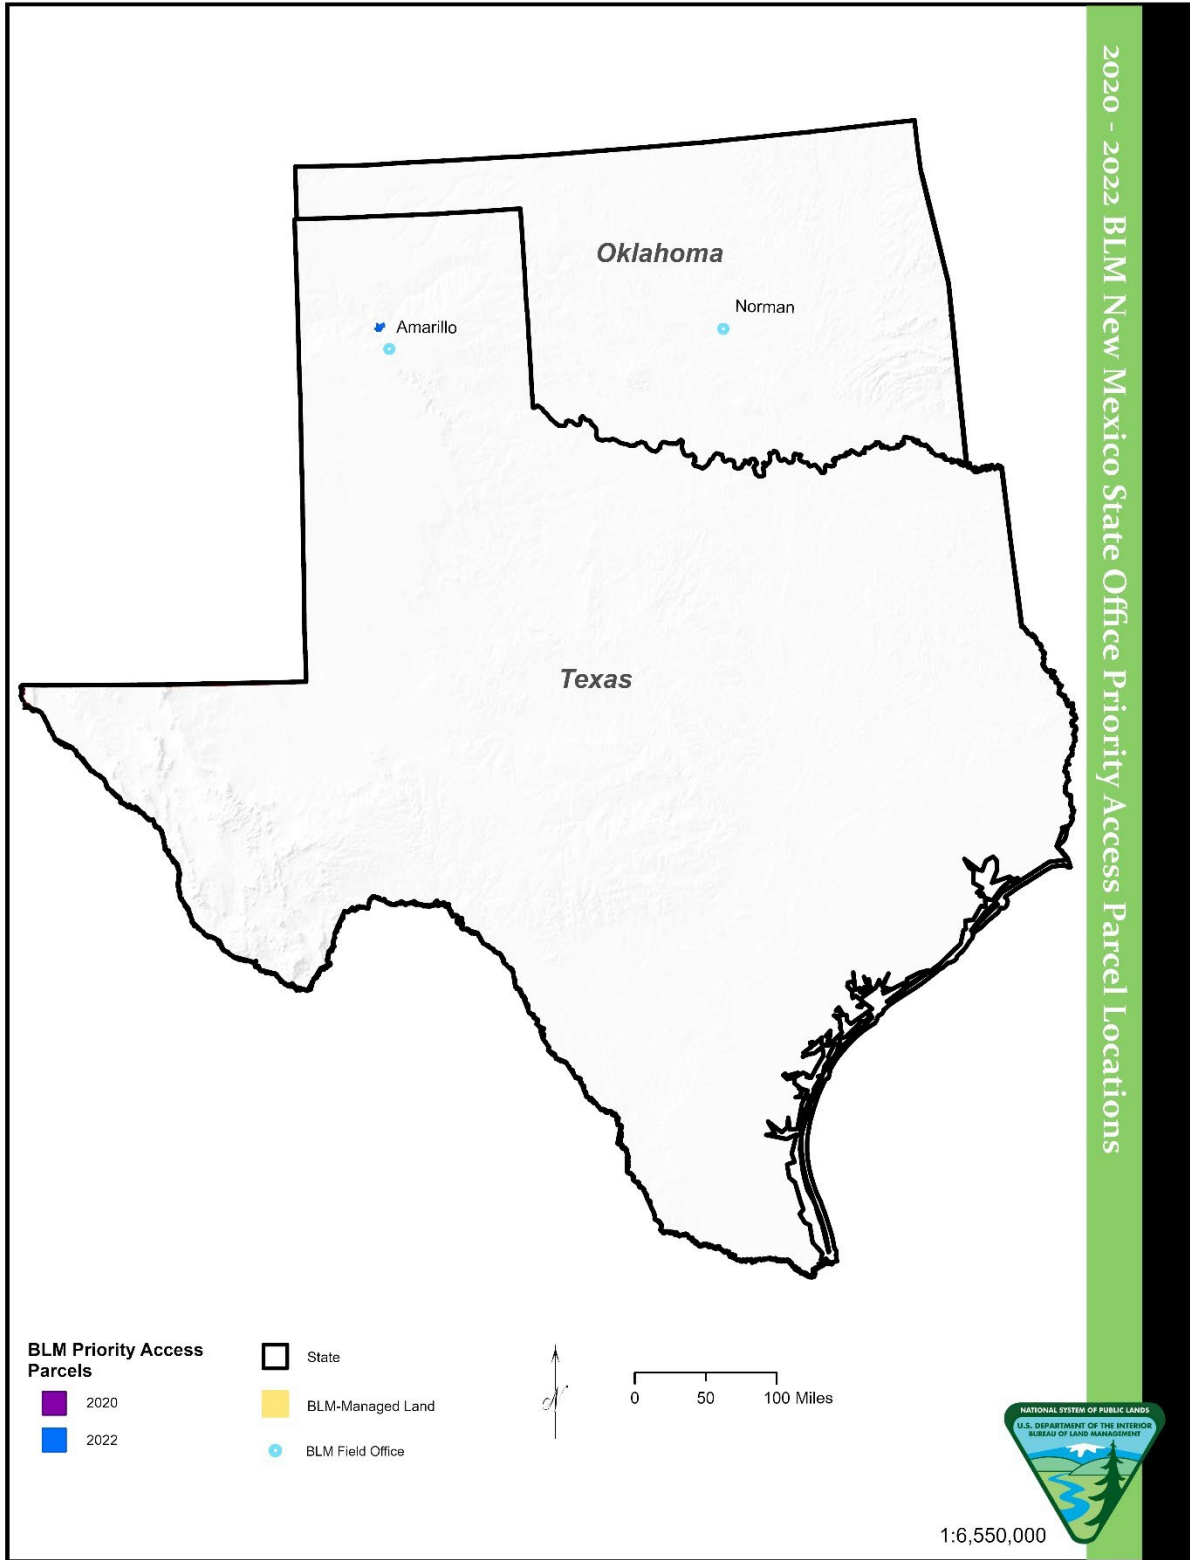 2020 - 2022 BLM New Mexico State Office Priority Access Parcel Locations
Oklahoma
Norman
Amarillo
Texas
BLM Priority Access
Parcels
2020
2022
State
BLM-Managed Land
BLM Field Office
N
0 50 100 Miles
NATIONAL SYSTEM OF PUBLIC LANDS
U.S. DEPARTMENT OF THE INTERIOR
BUREAU OF LAND MANAGEMENT
1:6,550,000